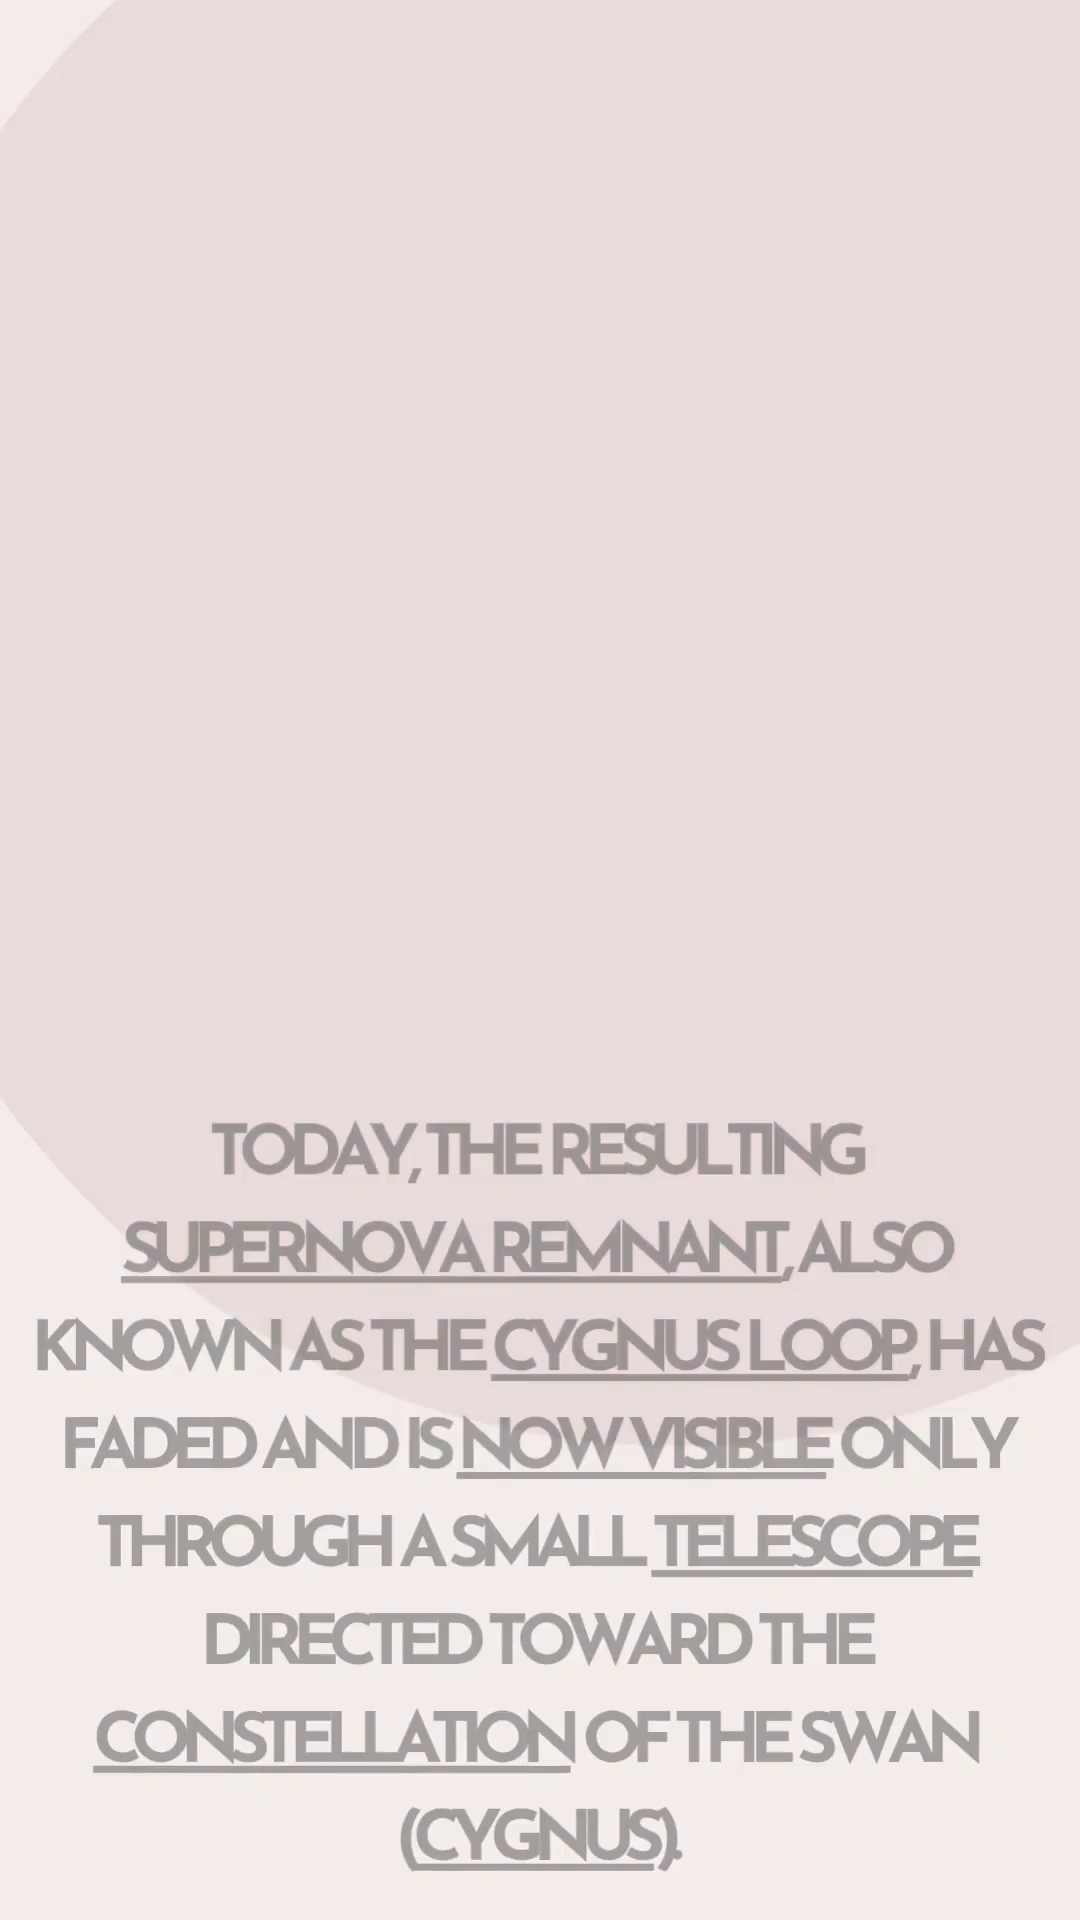 TODAY, THE RESULTING
SUPERNOVA REMNANT, ALSO
KNOWN AS THE CYGNUS LOOP, HAS
FADED AND IS NOW VISIBLE ONLY
THROUGH A SMALL TELESCOPE
DIRECTED TOWARD THE
CONSTELLATION OF THE SWAN
(CYGNUS).